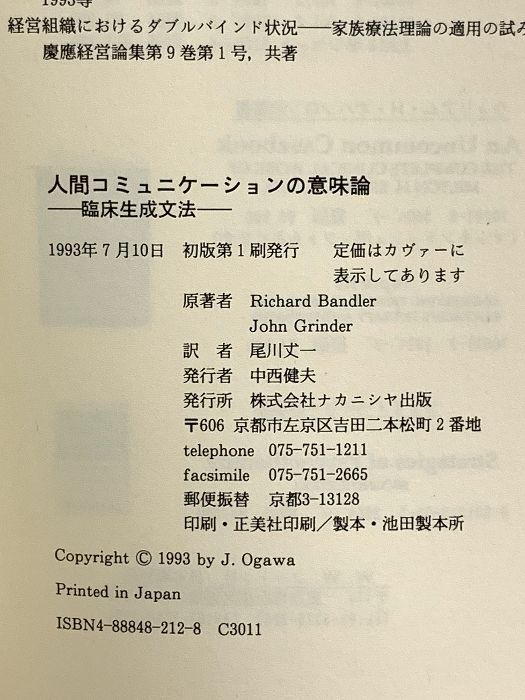 1993等
経営組織におけるダブルバインド状況――家族療法理論の適用の試み
慶應経営論集第9巻第1号，共著
人間コミュニケーションの意味論
――臨床生成文法――
1993年7月10日 初版第1刷発行 定価はカヴァーに
表示してあります
原著者 Richard Bandler
John Grinder
訳 者 尾川丈一
発行者 中西健夫
発行所 株式会社ナカニシヤ出版
〒606 京都市左京区吉田二本松町2番地
telephone 075-751-1211
facsimile 075-751-2665
郵便振替 京都3-13128
印刷・正美社印刷／製本・池田製本所
Copyright © 1993 by J. Ogawa
Printed in Japan
ISBN4-88848-212-8 C3011